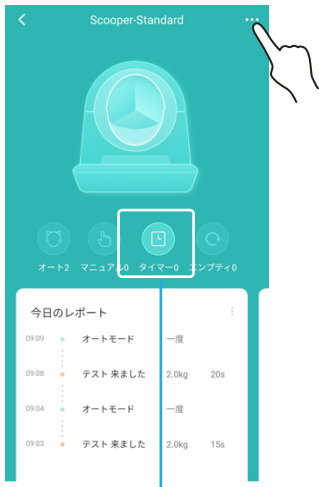 Scooper-Standard
オート2 マニュアル0 タイマー0 エンプティ0
今日のレポート
09.09 オートモード 一度
09.08 テスト 来ました 2.0kg 20s
09.04 オートモード 一度
09.03 テスト 来ました 2.0kg 15s